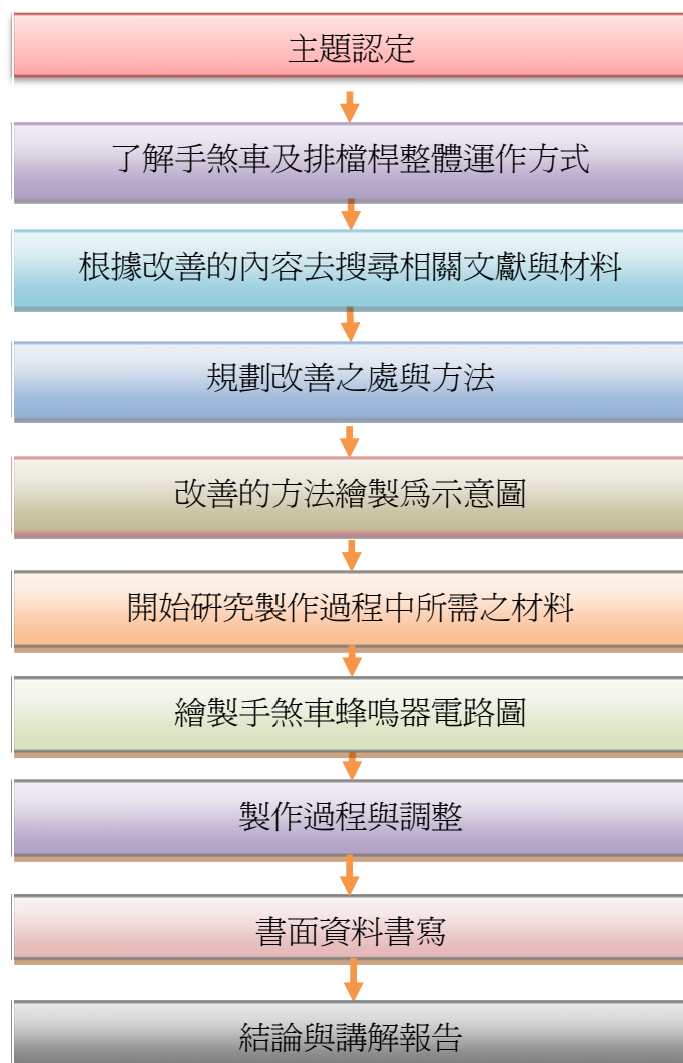 主題認定
了解手煞車及排檔桿整體運作方式
根據改善的內容去搜尋相關文獻與材料
規劃改善之處與方法
改善的方法繪製為示意圖
開始研究製作過程中所需之材料
繪製手煞車蜂鳴器電路圖
製作過程與調整
書面資料書寫
結論與講解報告